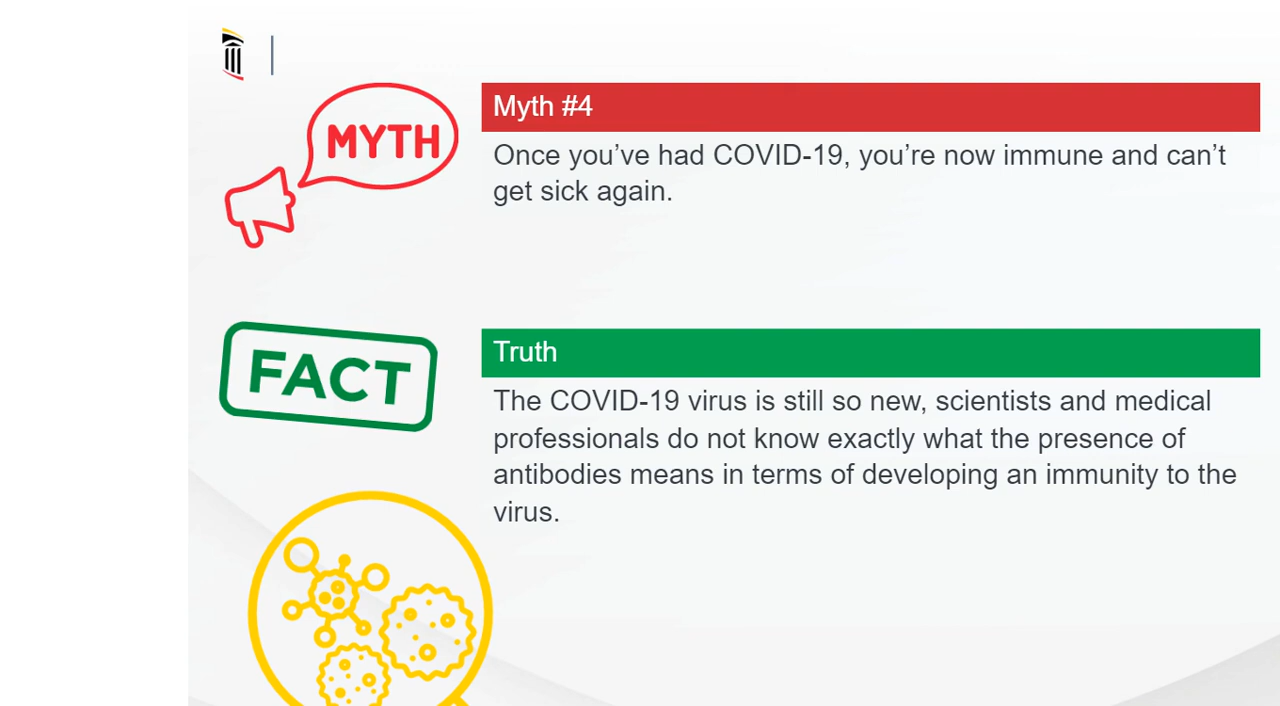 MYTH
Myth #4
Once you’ve had COVID-19, you’re now immune and can’t
get sick again.
FACT
Truth
The COVID-19 virus is still so new, scientists and medical
professionals do not know exactly what the presence of
antibodies means in terms of developing an immunity to the
virus.